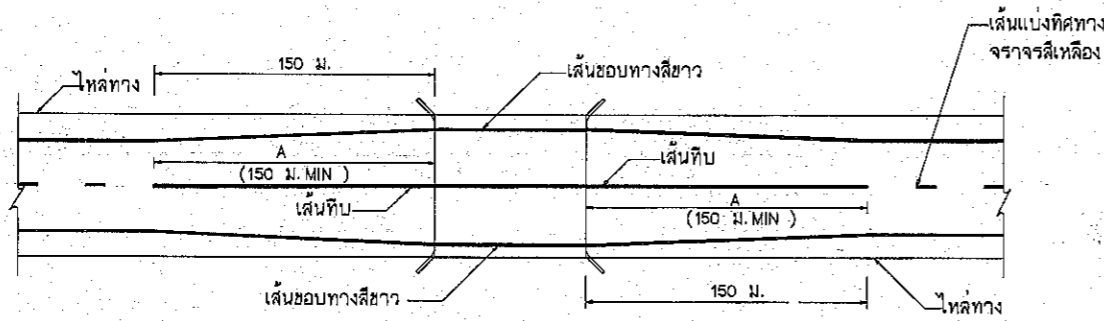 เส้นแบ่งทิศทาง
จราจรสีเหลือง
150 ม.
ไหล่ทาง
เส้นขอบทางสีขาว
A
(150 ม.MIN )
เส้นทึบ
เส้นทึบ
A
(150 ม.MIN )
เส้นขอบทางสีขาว
150 ม.
ไหล่ทาง